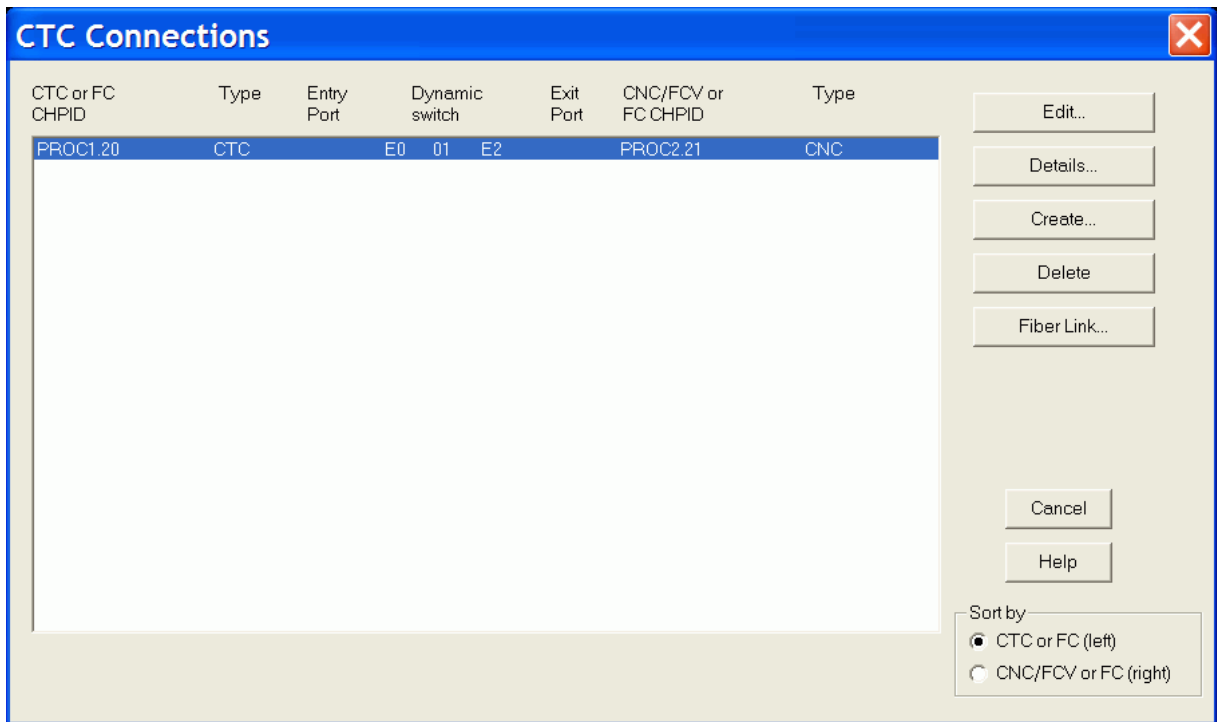 CTC Connections
CTC or FC Type Entry Dynamic Exit CNC/FCV or Type
CHPID Port switch Port FC CHPID
PROC1.20 CTC E0 01 E2 PROC2.21 CNC
Edit...
Details...
Create...
Delete
Fiber Link...
Cancel
Help
Sort by
CTC or FC (left)
CNC/FCV or FC (right)